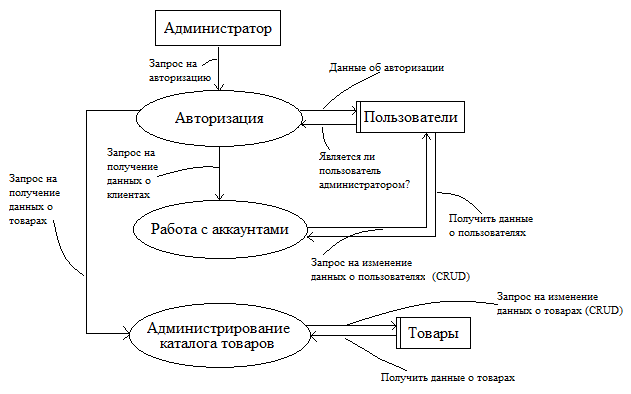 Администратор
Запрос на
авторизацию
Данные об авторизации
Авторизация
Пользователи
Запрос на
получение
данных о
клиентах
Является ли
пользователь
администратором?
Запрос на
получение
данных о
товарах
Получить данные
о пользователях
Работа с аккаунтами
Запрос на изменение
данных о пользователях (CRUD)
Запрос на изменение
данных о товарах (CRUD)
Администрирование
каталога товаров
Товары
Получить данные о товарах